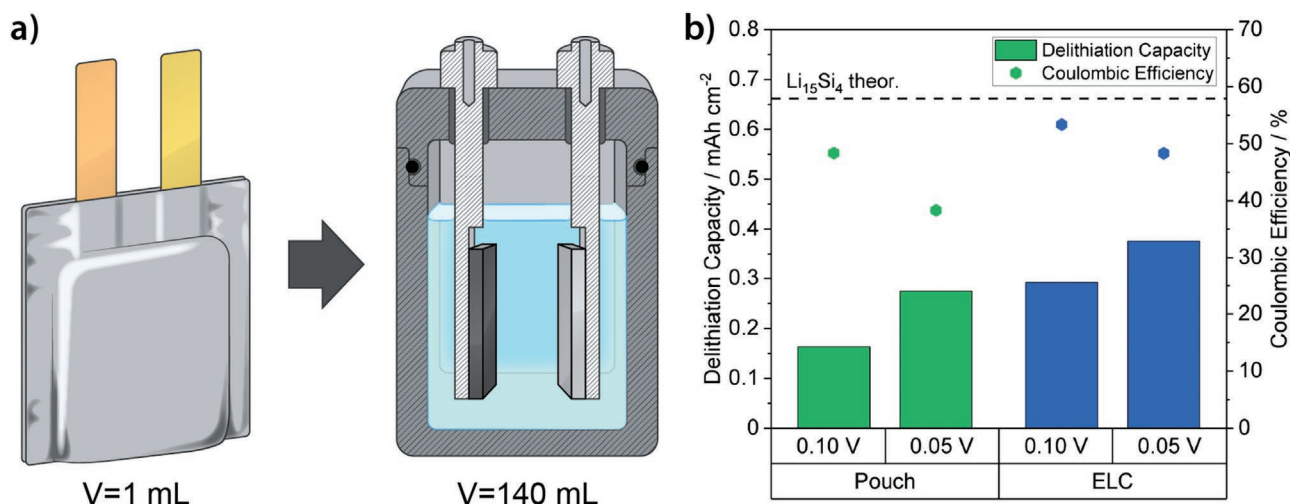 a)
V=1 mL
V=140 mL
b)
Delithiation Capacity / mAh cm⁻²
0.8
0.7
0.6
0.5
0.4
0.3
0.2
0.1
0
Li₁₅Si₄ theor.
Delithiation Capacity
Coulombic Efficiency
70
60
50
40
30
20
10
0
Coulombic Efficiency / %
0.10 V 0.05 V 0.10 V 0.05 V
Pouch ELC